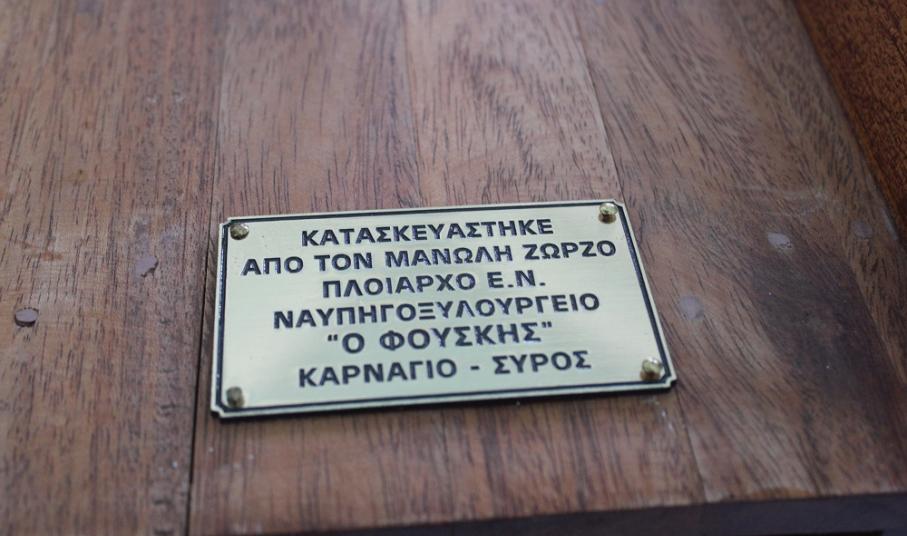 ΚΑΤΑΣΚΕΥΑΣΤΗΚΕ
ΑΠΟ ΤΟΝ ΜΑΝΩΛΗ ΖΩΡΖΟ
ΠΛΟΙΑΡΧΟ Ε.Ν.
ΝΑΥΠΗΓΟΞΥΛΟΥΡΓΕΙΟ
"Ο ΦΟΥΣΚΗΣ"
ΚΑΡΝΑΓΙΟ - ΣΥΡΟΣ